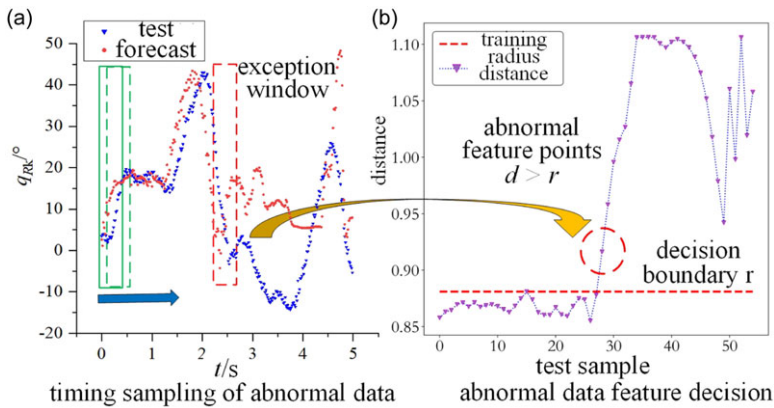 (a)
test
forecast
exception
window
50
40
30
20
10
0
-10
-20
q_Rk/°
0 1 2 3 4 5
t/s
timing sampling of abnormal data
(b)
training
radius
distance
abnormal
feature points
d > r
decision
boundary r
1.10
1.05
1.00
0.95
0.90
0.85
distance
0 10 20 30 40 50
test sample
abnormal data feature decision